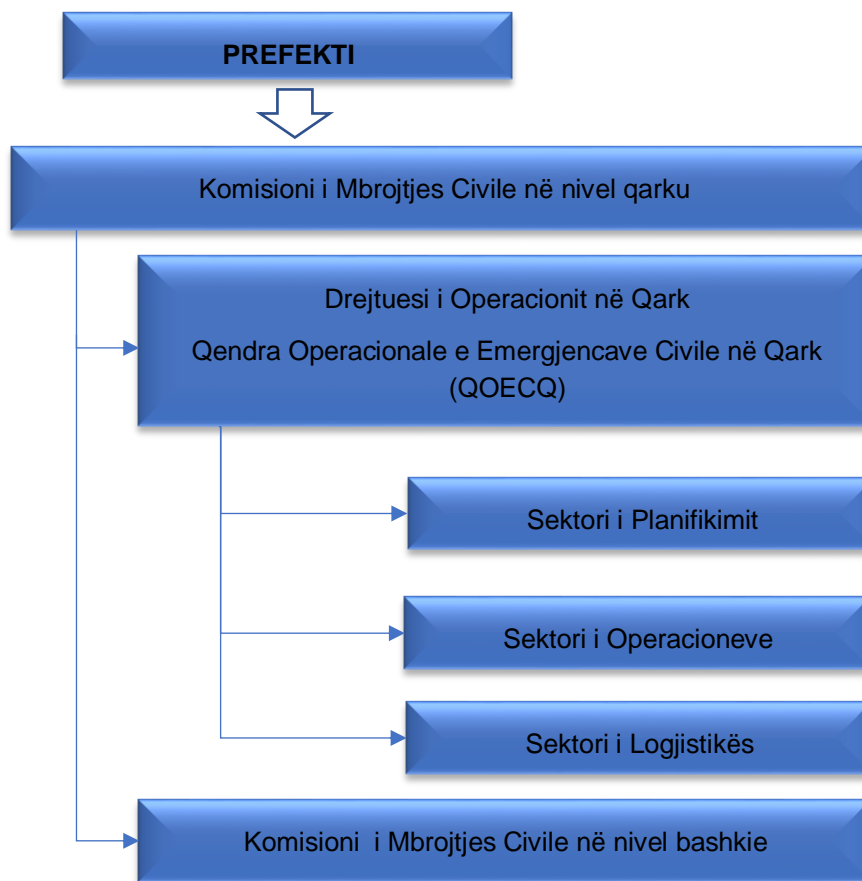 PREFEKTI
Komisioni i Mbrojtjes Civile në nivel qarku
Drejtuesi i Operacionit në Qark
Qendra Operacionale e Emergjencave Civile në Qark
(QOECQ)
Sektori i Planifikimit
Sektori i Operacioneve
Sektori i Logjistikës
Komisioni i Mbrojtjes Civile në nivel bashkie